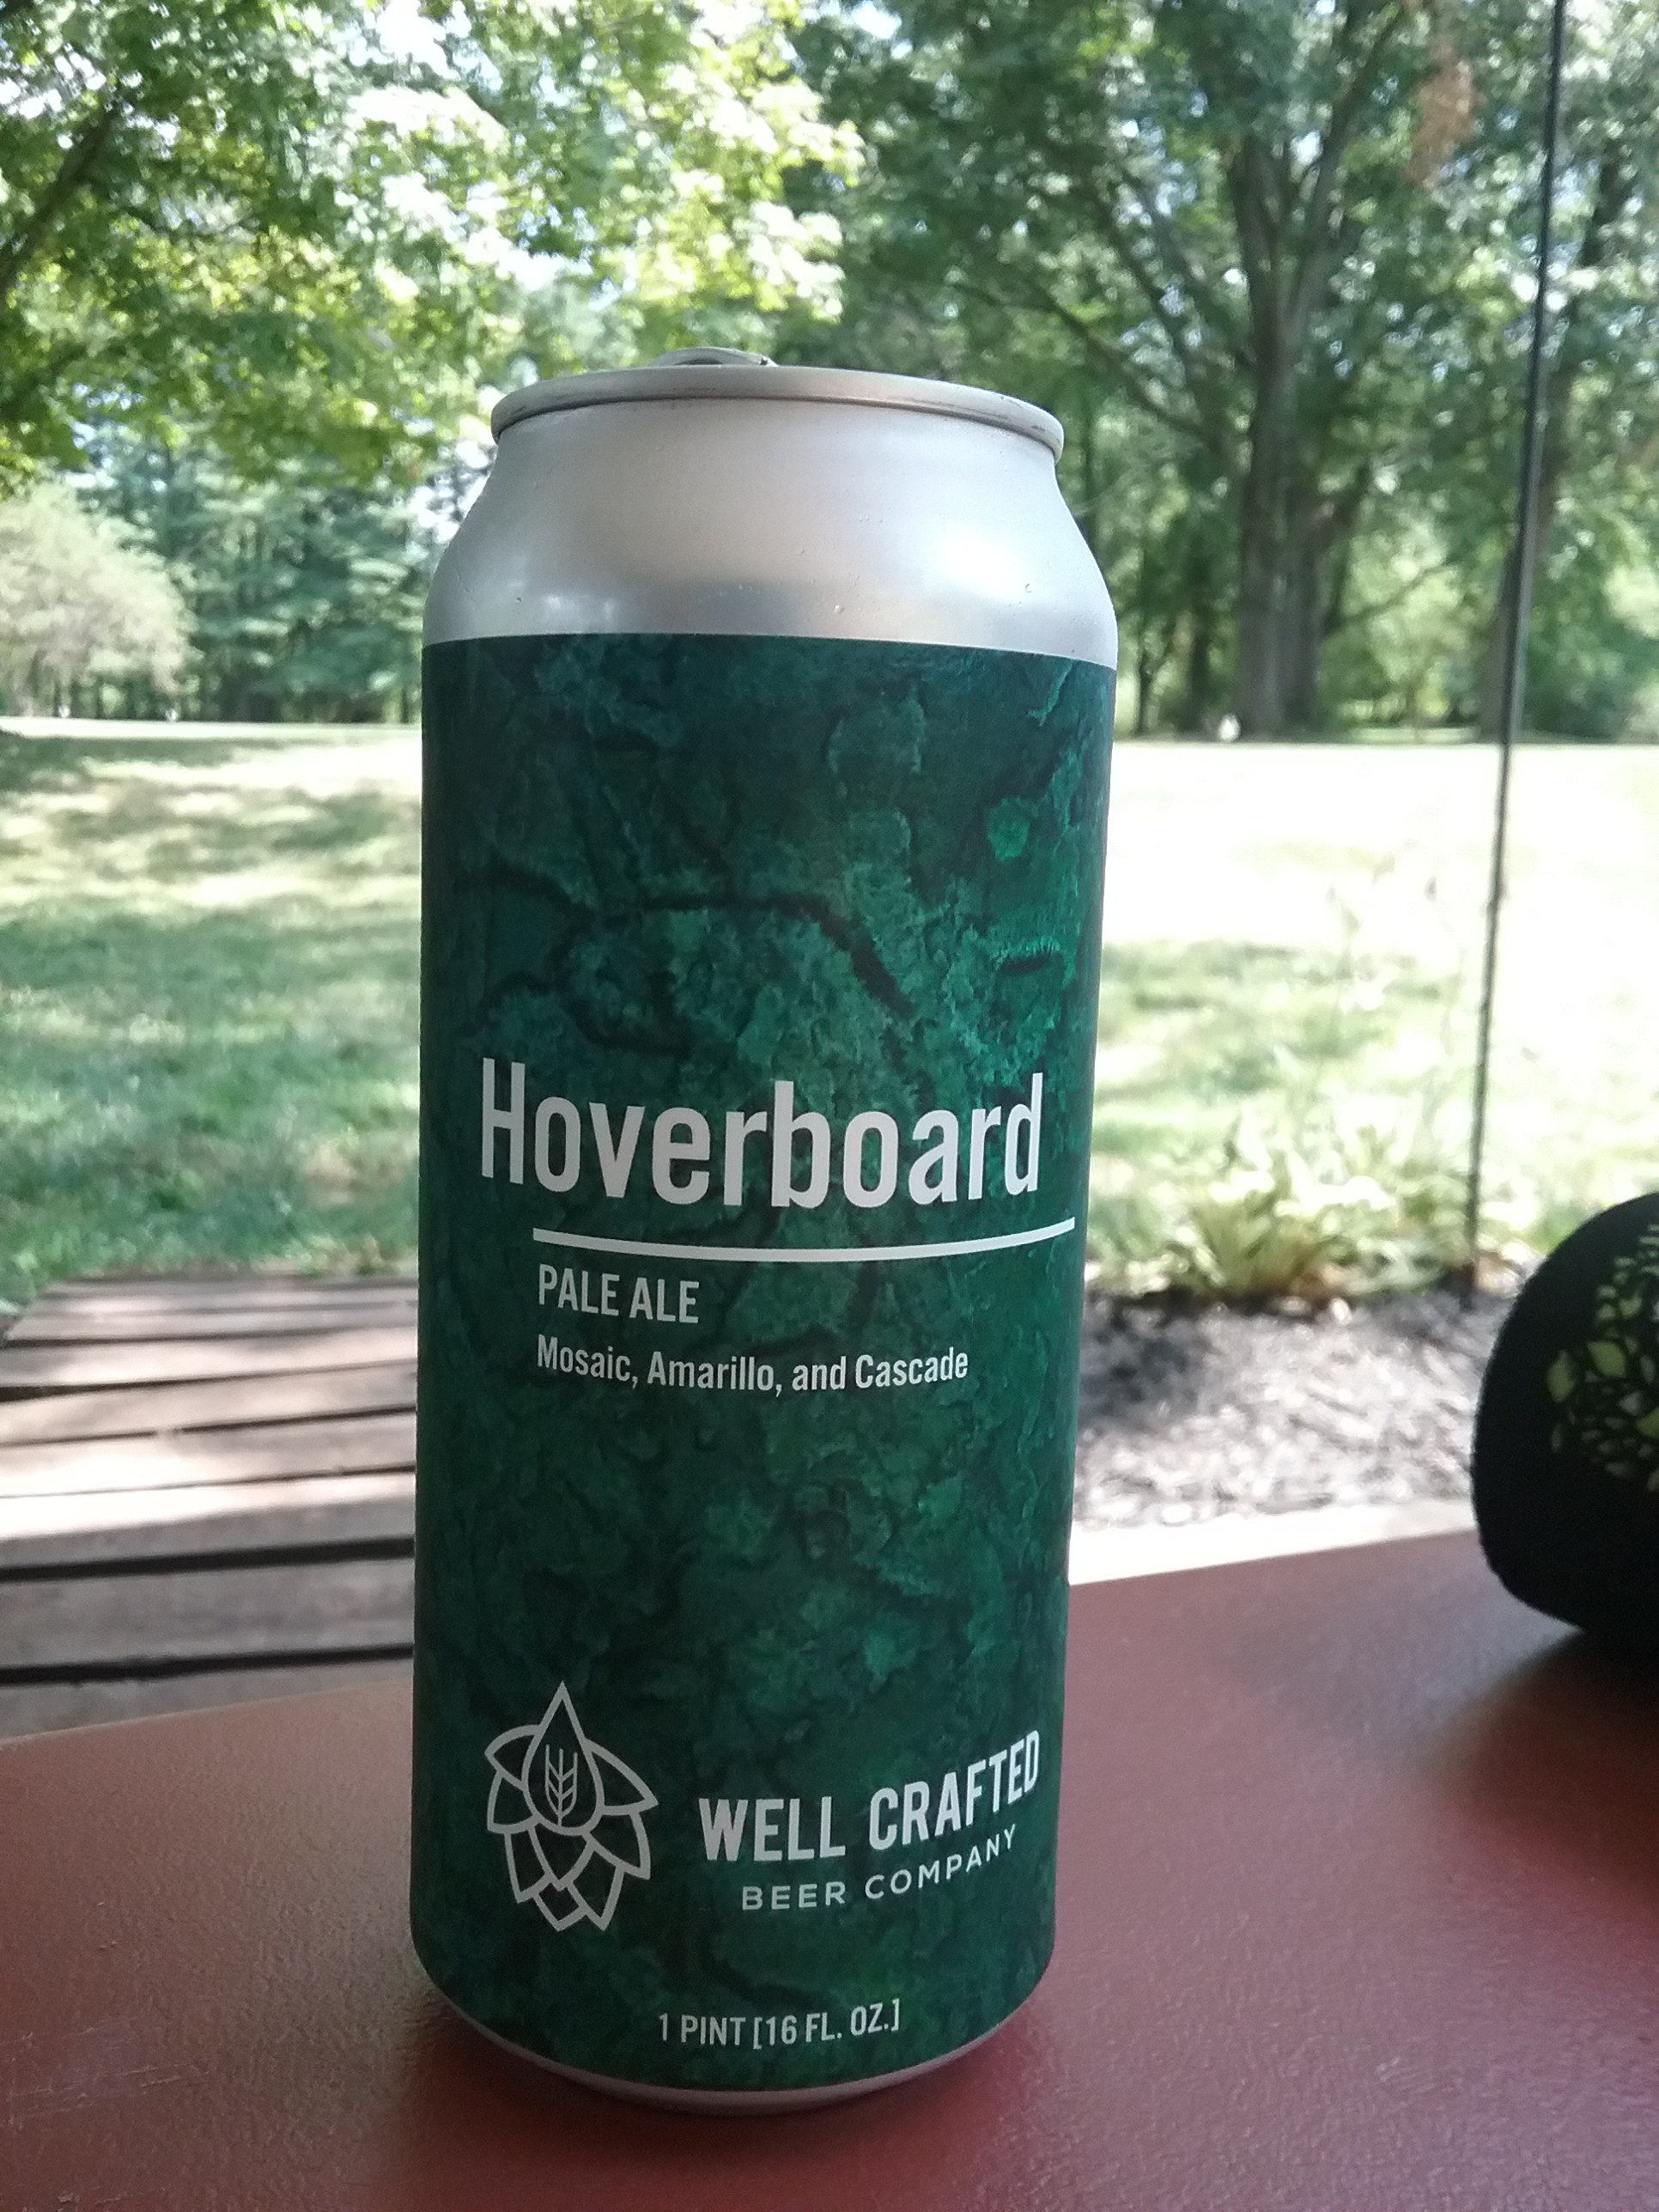 Hoverboard
PALE ALE
Mosaic, Amarillo, and Cascade
WELL CRAFTED
BEER COMPANY
1 PINT [16 FL. OZ.]